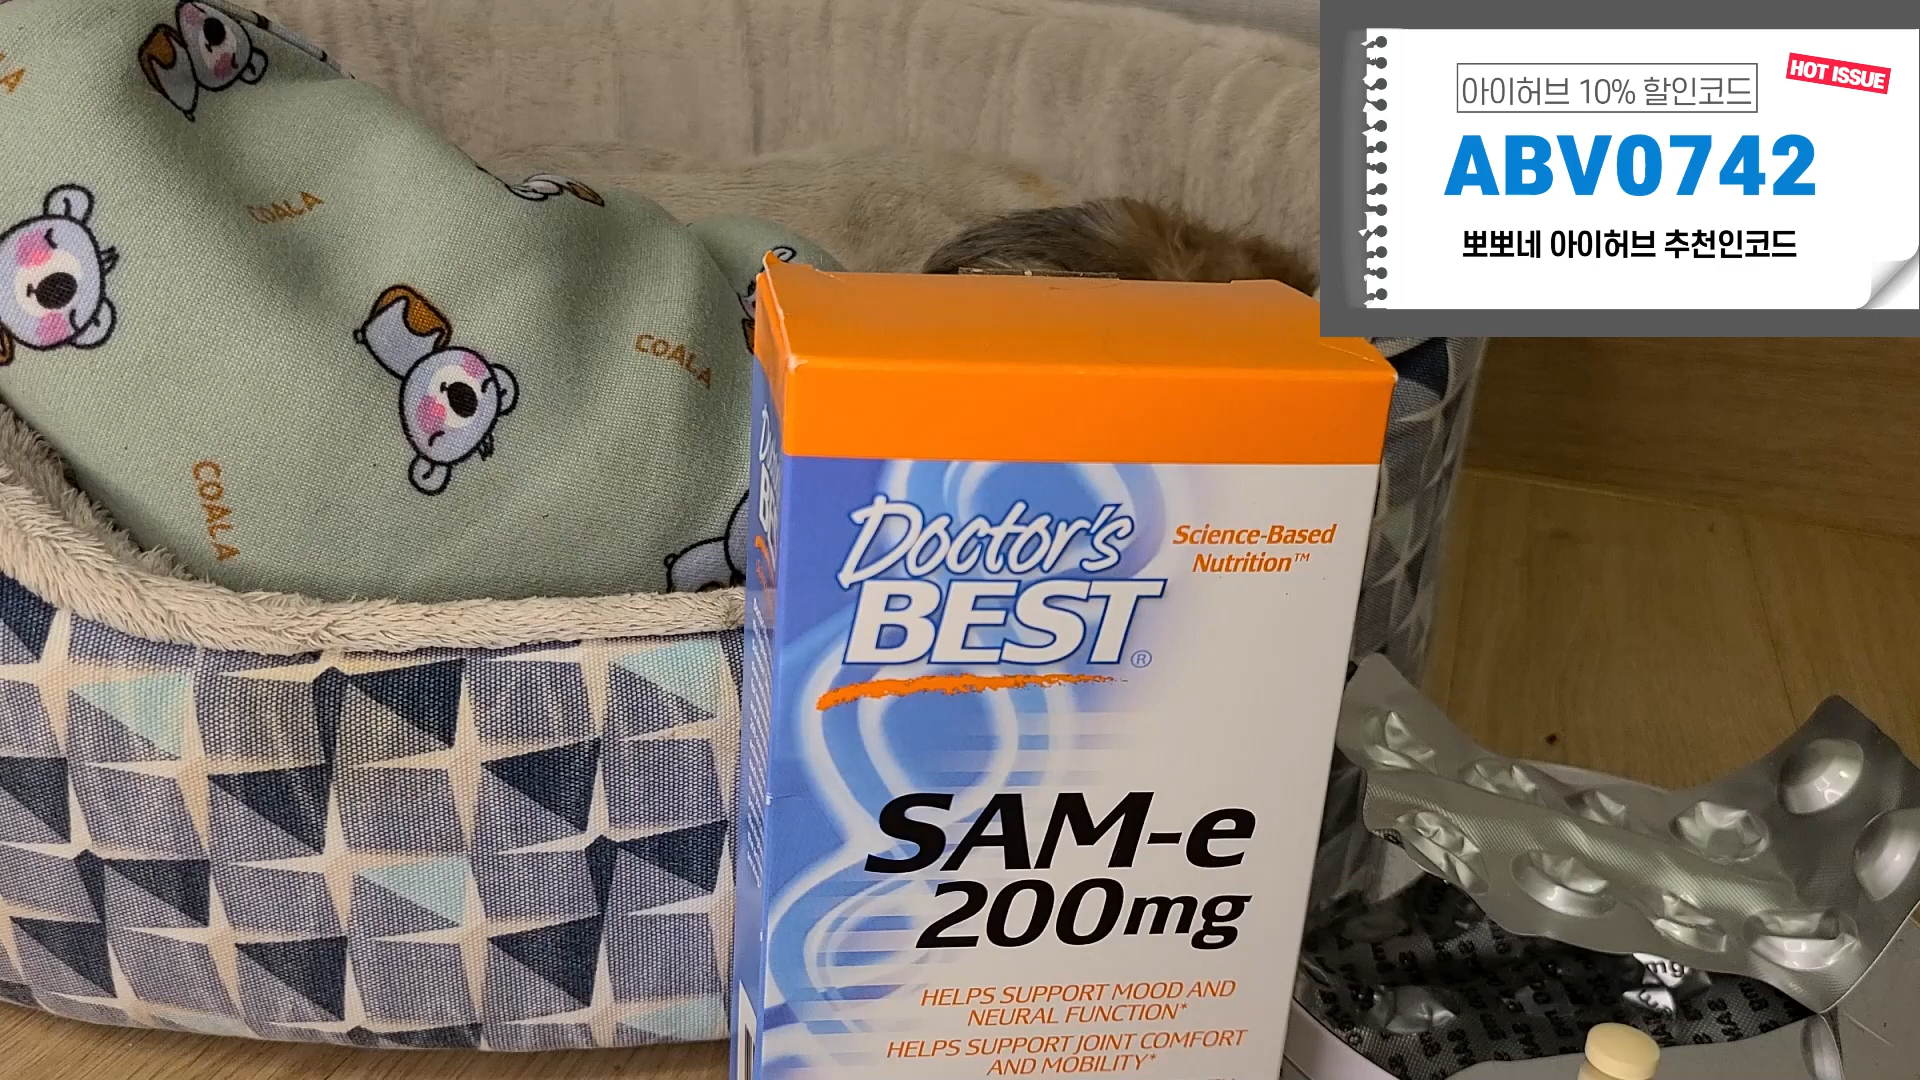 HOT ISSUE
아이허브 10% 할인코드
ABV0742
뽀뽀네 아이허브 추천인코드
COALA
COALA
COALA
Doctor's
BEST®
Science-Based
Nutrition™
SAM-e
200mg
HELPS SUPPORT MOOD AND
NEURAL FUNCTION*
HELPS SUPPORT JOINT COMFORT
AND MOBILITY*
mg